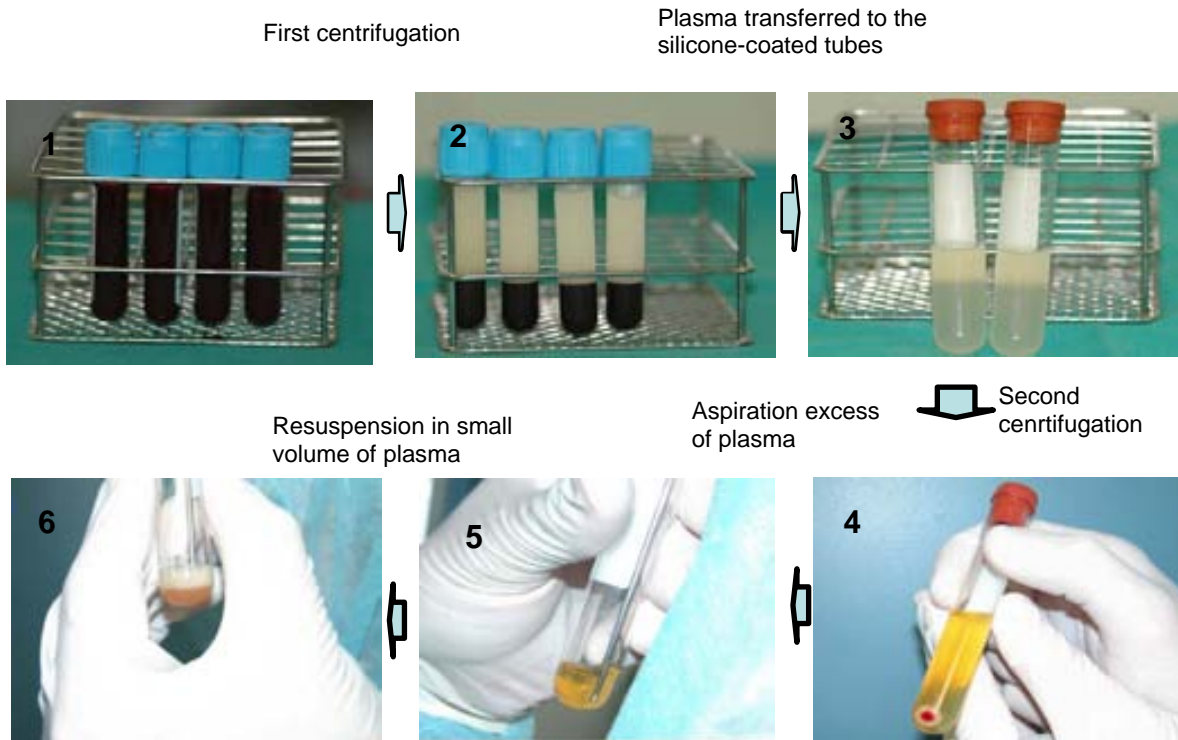 First centrifugation
Plasma transferred to the
silicone-coated tubes
1
2
3
Second
cenrtifugation
Aspiration excess
of plasma
Resuspension in small
volume of plasma
6
5
4